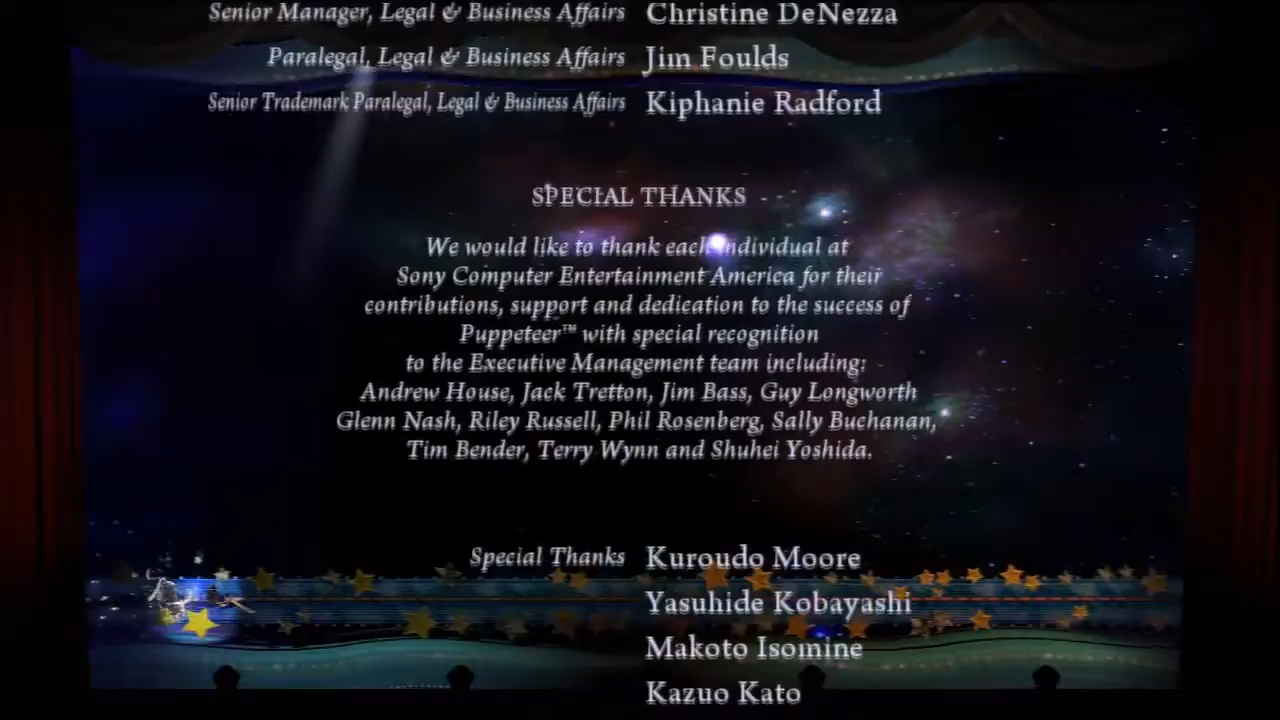 Senior Manager, Legal & Business Affairs Christine DeNezza
Paralegal, Legal & Business Affairs Jim Foulds
Senior Trademark Paralegal, Legal & Business Affairs Kiphanie Radford
SPECIAL THANKS
We would like to thank each individual at
Sony Computer Entertainment America for their
contributions, support and dedication to the success of
Puppeteer™ with special recognition
to the Executive Management team including:
Andrew House, Jack Tretton, Jim Bass, Guy Longworth
Glenn Nash, Riley Russell, Phil Rosenberg, Sally Buchanan,
Tim Bender, Terry Wynn and Shuhei Yoshida.
Special Thanks Kuroudo Moore
Yasuhide Kobayashi
Makoto Isomine
Kazuo Kato